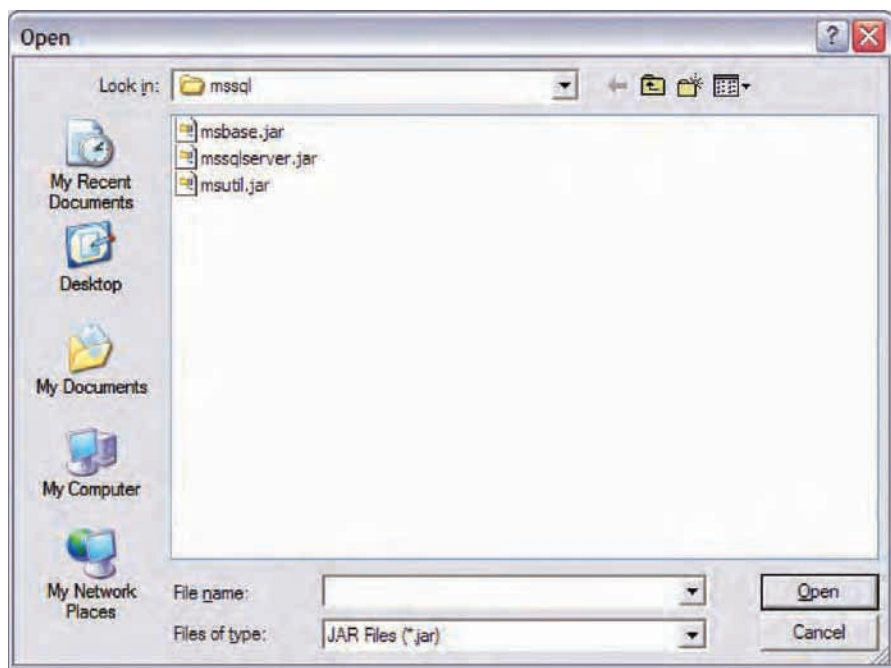 Open
?
X
Look in: mssql
msbase.jar
mssqlserver.jar
msutil.jar
My Recent
Documents
Desktop
My Documents
My Computer
My Network
Places
File name:
Open
Files of type: JAR Files (*.jar)
Cancel